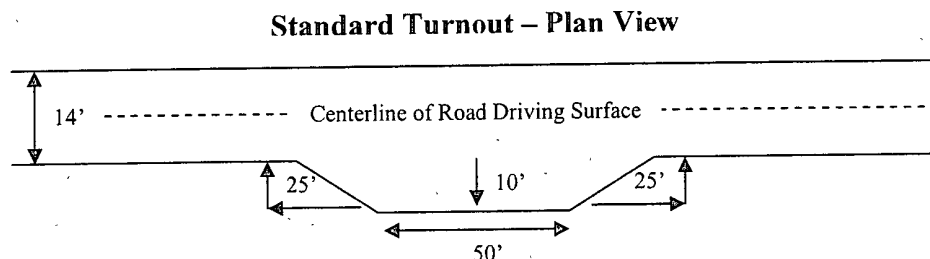 Standard Turnout – Plan View
14'
Centerline of Road Driving Surface
25'
10'
25'
50'